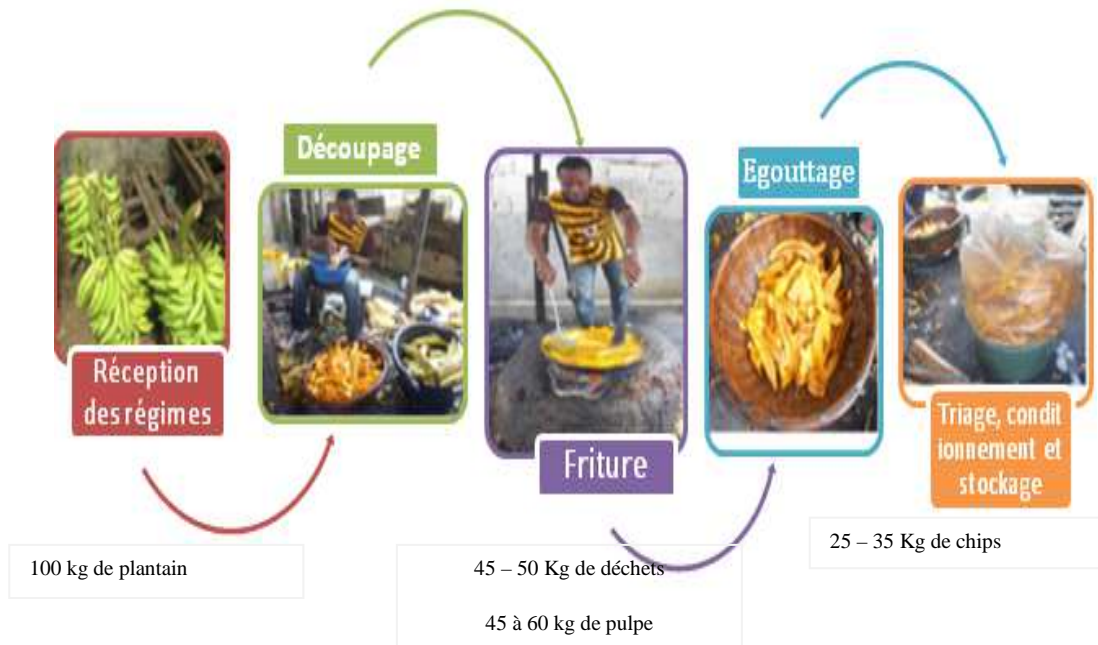 Découpage
Egouttage
Réception
des régimes
Friture
Triage, condit
ionnement et
stockage
100 kg de plantain
45 – 50 Kg de déchets
45 à 60 kg de pulpe
25 – 35 Kg de chips